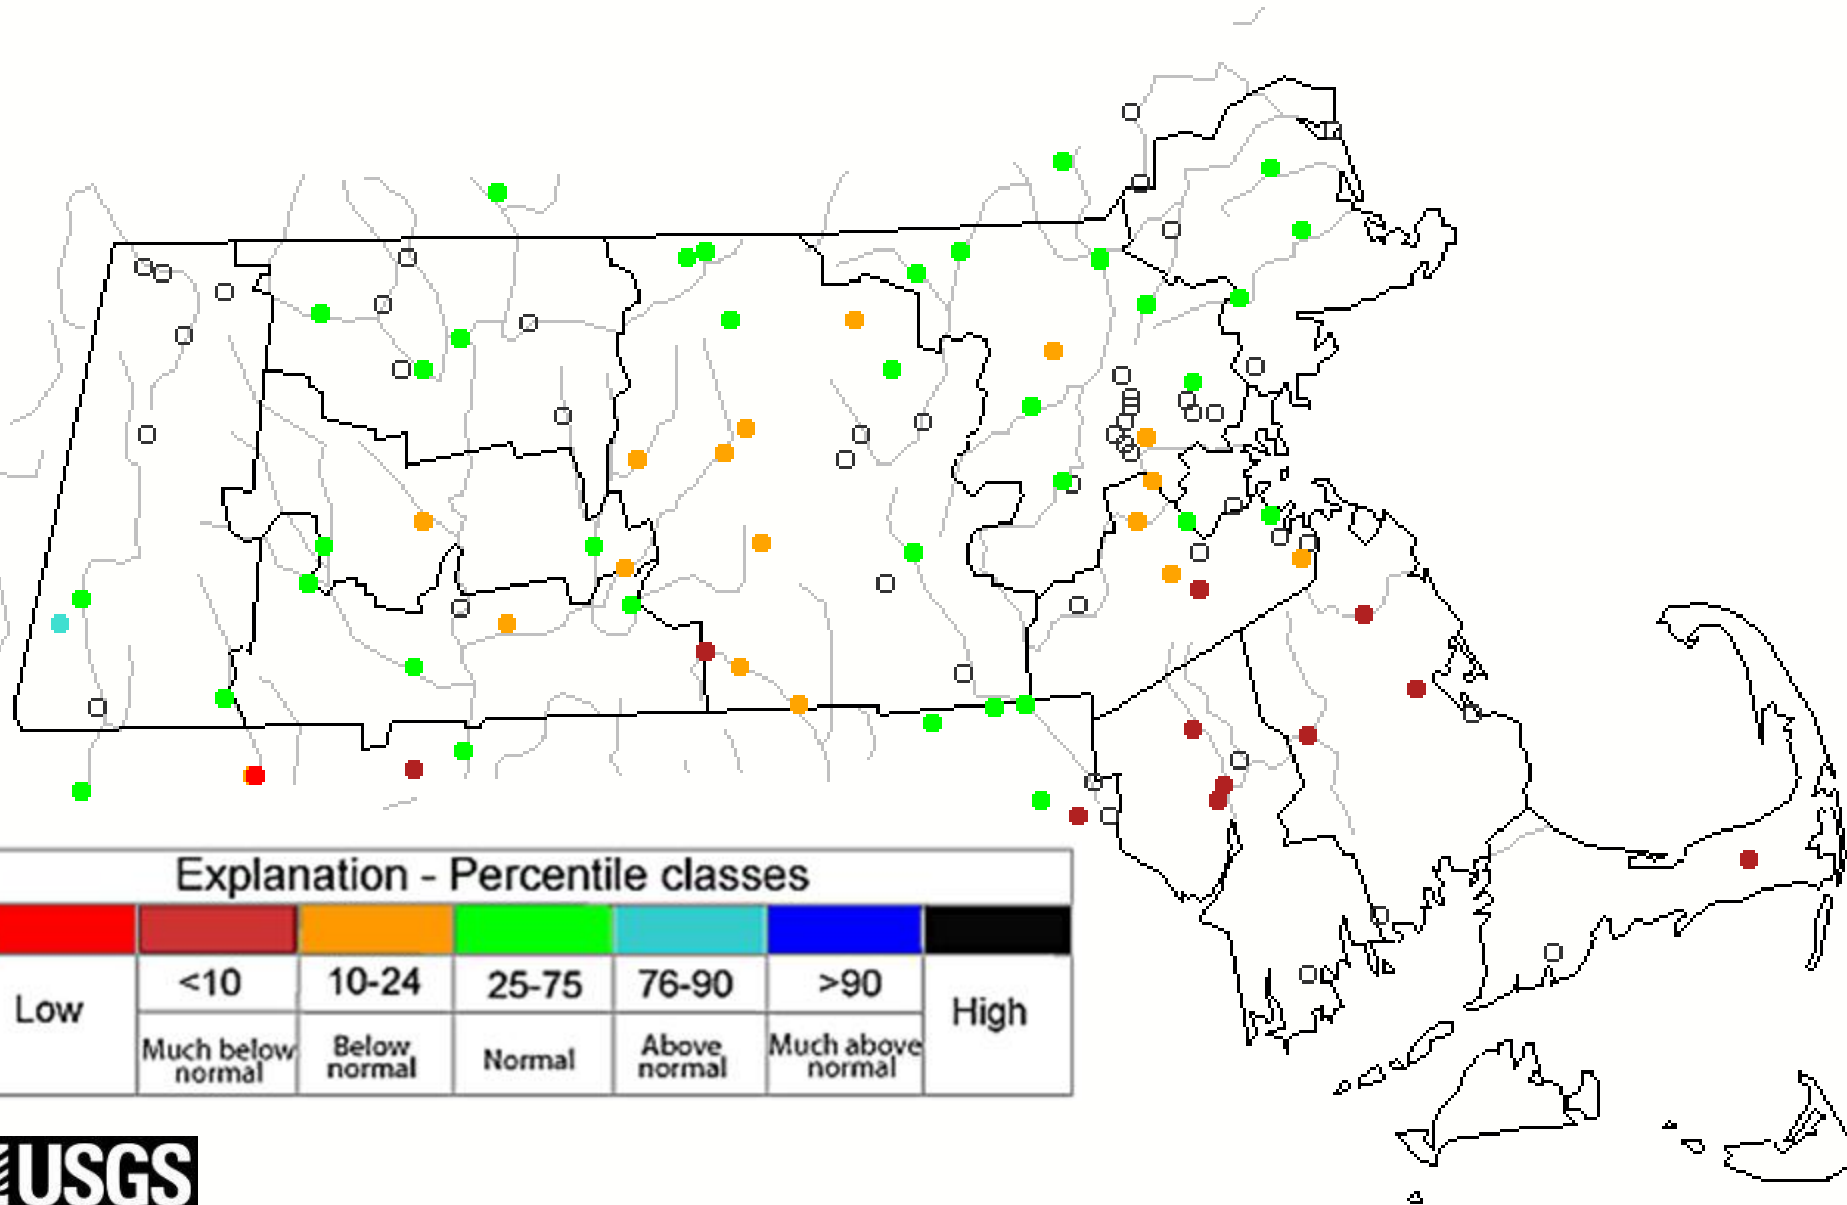 Explanation - Percentile classes
<10 10-24 25-75 76-90 >90
Low High
Much below normal Below normal Normal Above normal Much above normal
USGS